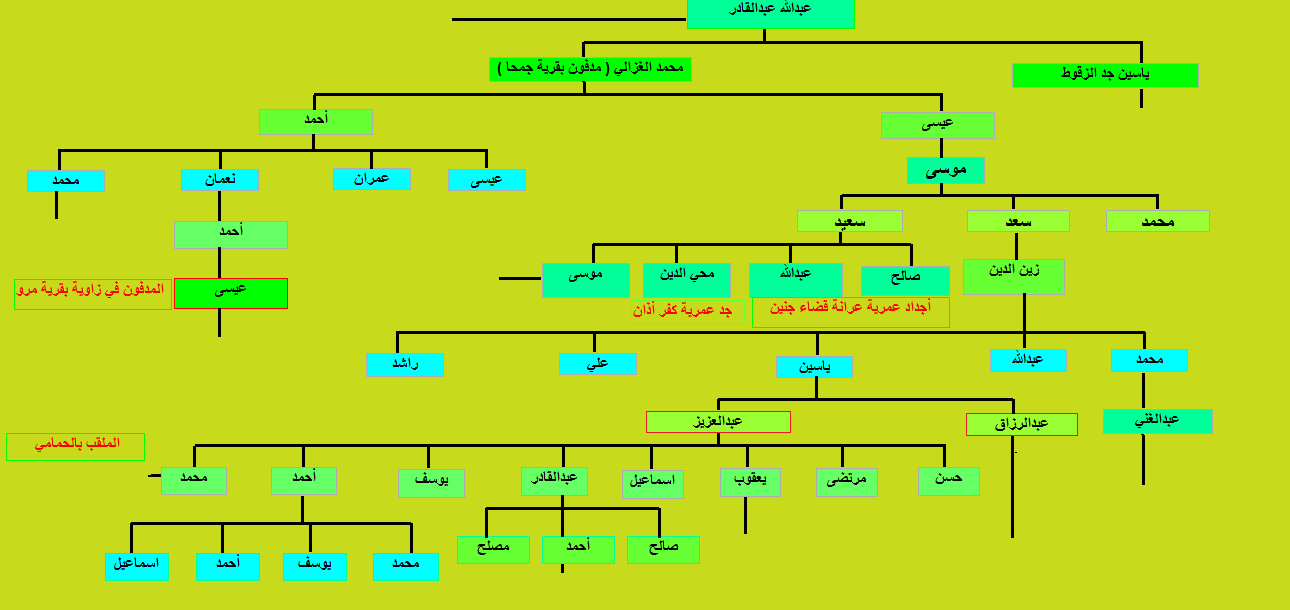 عبدالله عبدالقادر
ياسين جد الزقوط
محمد الغزالي ( مدفون بقرية جمحا )
عيسى
أحمد
موسى
عيسى
عمران
نعمان
محمد
محمد
سعد
سعيد
أحمد
زين الدين
صالح
عبدالله
محي الدين
موسى
عيسى
المدفون في زاوية بقرية مرو
أجداد عمرية عرانة قضاء جنين
جد عمرية كفر أذان
محمد
عبدالله
ياسين
علي
راشد
عبدالغني
عبدالرزاق
عبدالعزيز
الملقب بالحمامي
حسن
مرتضى
يعقوب
اسماعيل
عبدالقادر
يوسف
أحمد
محمد
صالح
أحمد
مصلح
محمد
يوسف
أحمد
اسماعيل